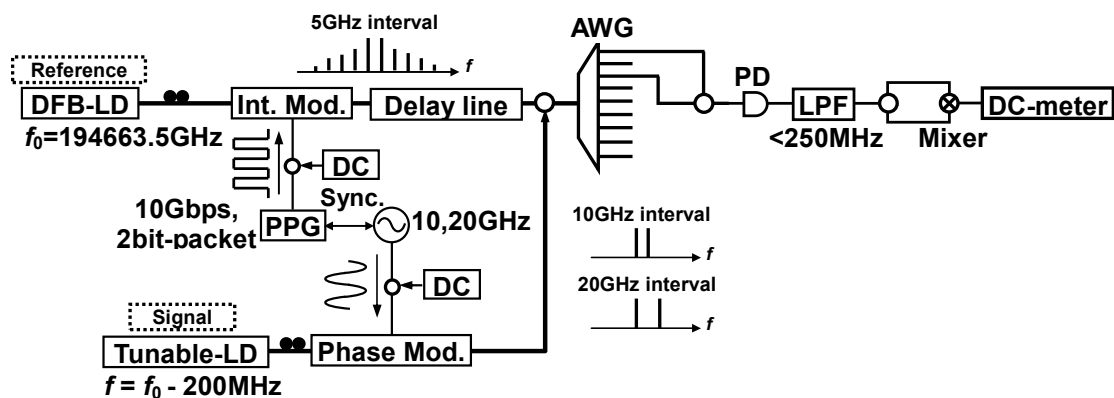 5GHz interval
f
AWG
Reference
DFB-LD
Int. Mod.
Delay line
PD
LPF
DC-meter
f0=194663.5GHz
<250MHz
Mixer
DC
Sync.
10Gbps,
2bit-packet
PPG
10,20GHz
10GHz interval
f
DC
20GHz interval
f
Signal
Tunable-LD
Phase Mod.
f = f0 - 200MHz